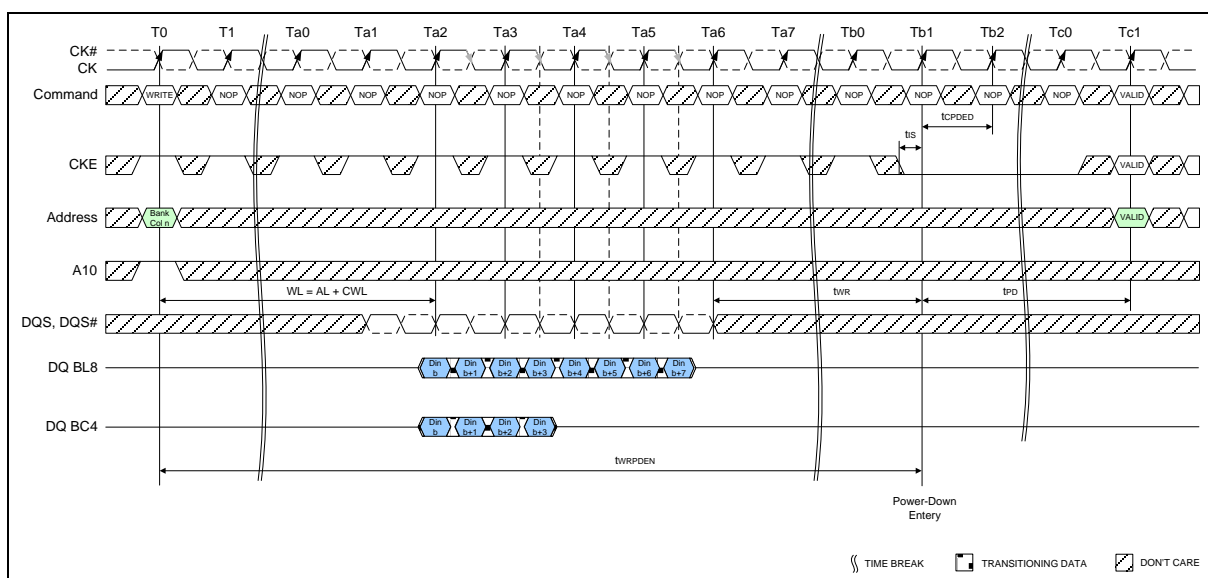 T0 T1 Ta0 Ta1 Ta2 Ta3 Ta4 Ta5 Ta6 Ta7 Tb0 Tb1 Tb2 Tc0 Tc1
CK#
CK
Command WRITE NOP NOP NOP NOP NOP NOP NOP NOP NOP NOP NOP NOP NOP VALID
tCPDED
tIS
CKE VALID
Address Bank Col n VALID
A10
WL = AL + CWL tWR tPD
DQS, DQS#
DQ BL8 Din b Din b+1 Din b+2 Din b+3 Din b+4 Din b+5 Din b+6 Din b+7
DQ BC4 Din b Din b+1 Din b+2 Din b+3
tWRPDEN
Power-Down
Entery
TIME BREAK TRANSITIONING DATA DON'T CARE